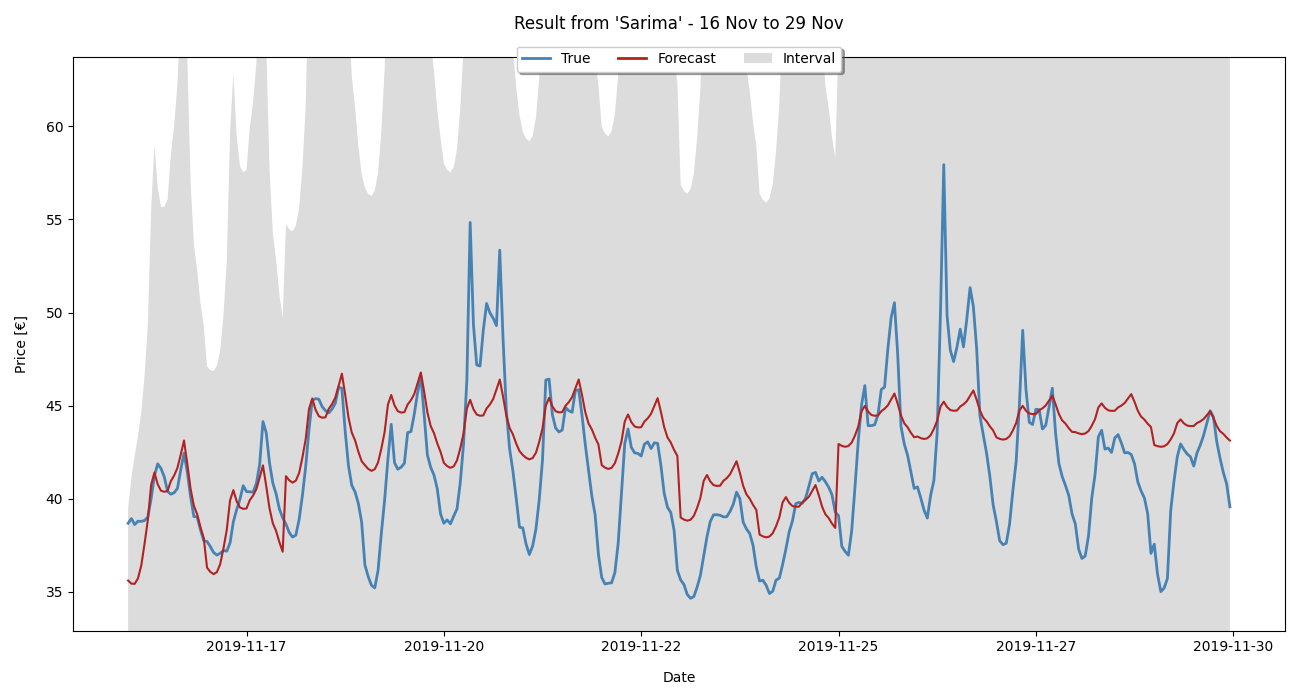 Result from 'Sarima' - 16 Nov to 29 Nov
True Forecast Interval
60
55
50
45
40
35
Price [€]
2019-11-17 2019-11-20 2019-11-22 2019-11-25 2019-11-27 2019-11-30
Date